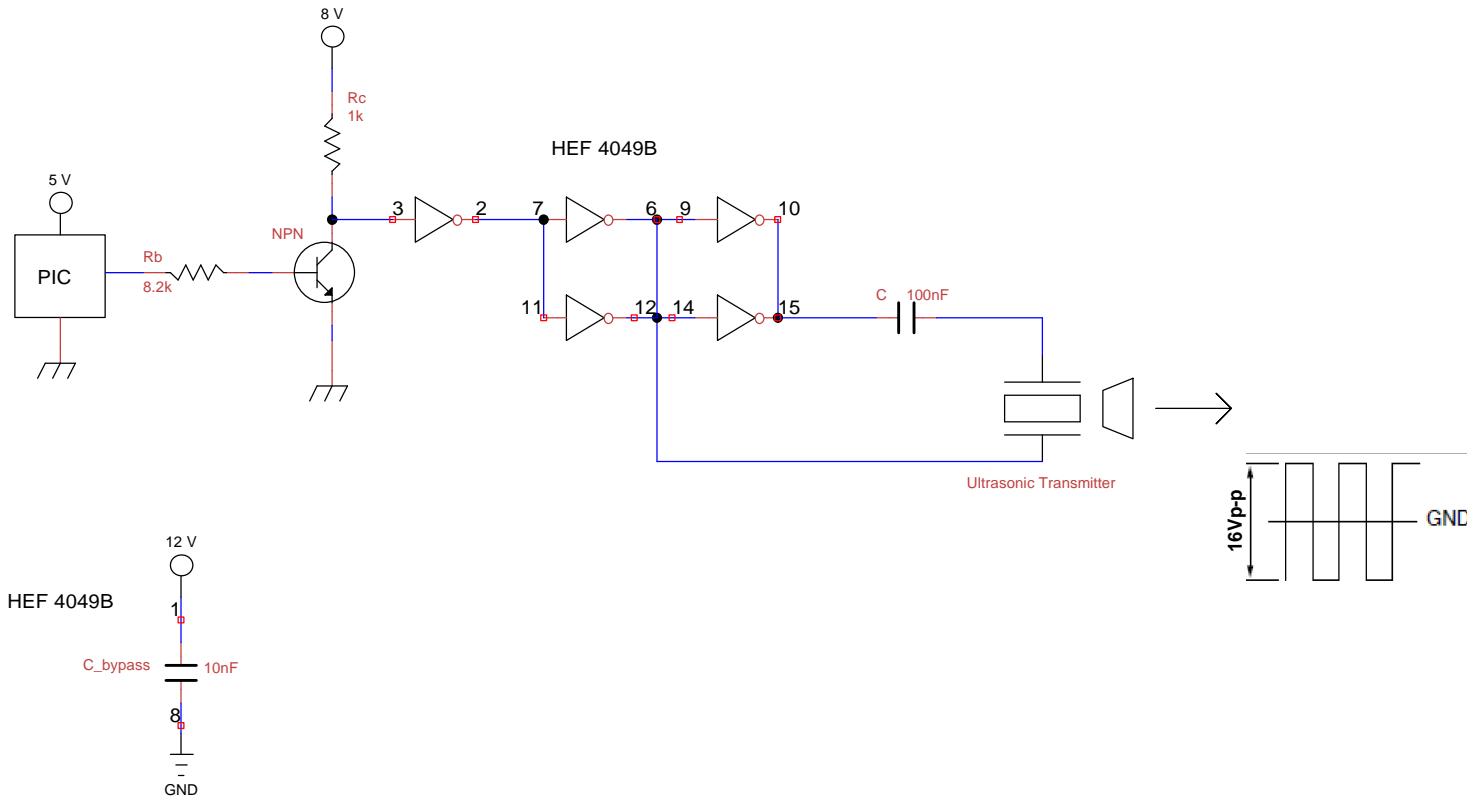 8 V
Rc
1k
HEF 4049B
5 V
3 2 7 6 9 10
NPN
PIC
Rb
8.2k
11 12 14 15
C 100nF
Ultrasonic Transmitter
16Vp-p
GND
12 V
HEF 4049B
1
C_bypass 10nF
8
GND